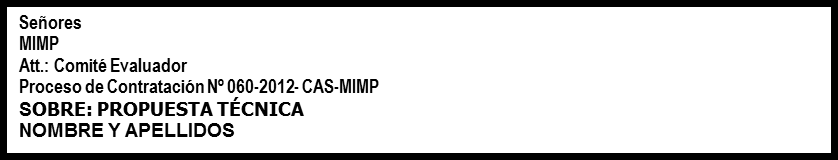 Señores
MIMP
Att.: Comité Evaluador
Proceso de Contratación Nº 060-2012- CAS-MIMP
SOBRE: PROPUESTA TÉCNICA
NOMBRE Y APELLIDOS